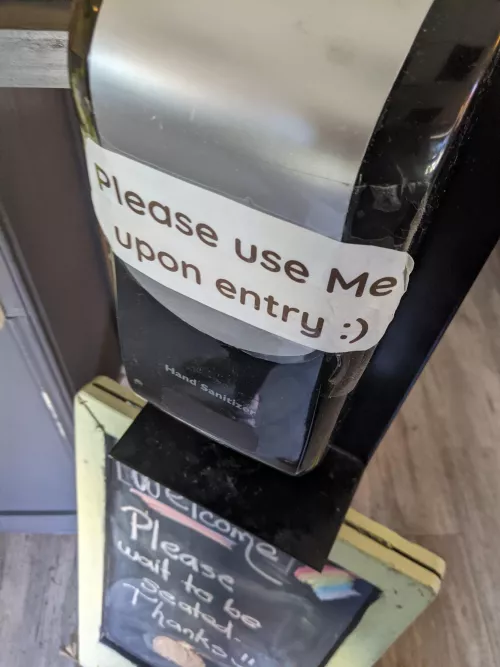 Please use Me
upon entry :)
Hand Sanitizer
Welcome
Please
wait to be
seated.
Thanks